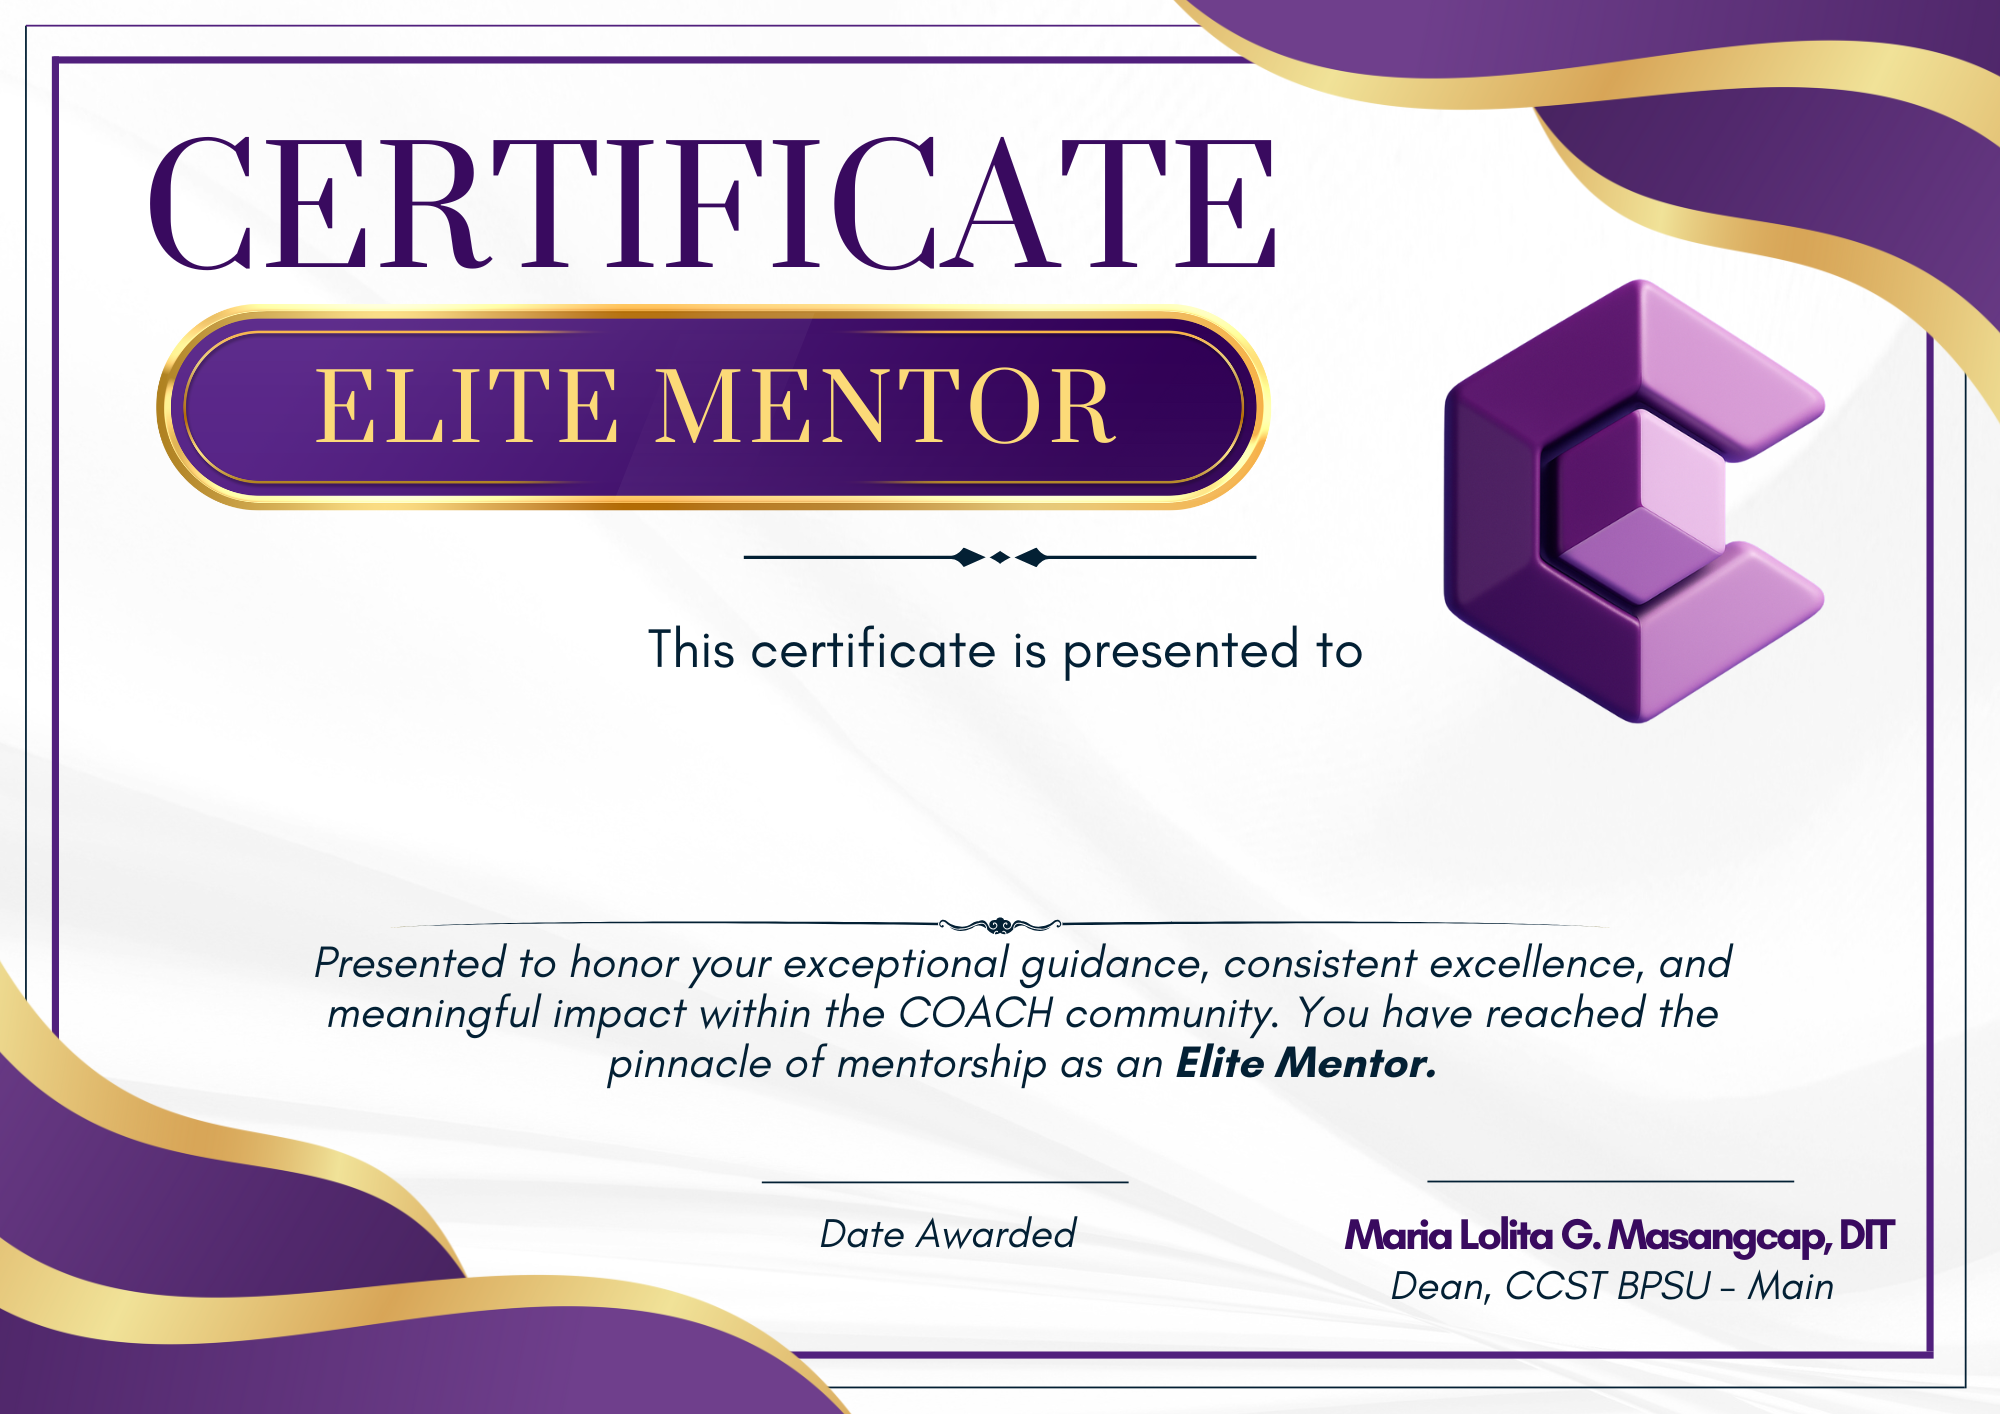 CERTIFICATE
ELITE MENTOR
This certificate is presented to
Presented to honor your exceptional guidance, consistent excellence, and
meaningful impact within the COACH community. You have reached the
pinnacle of mentorship as an Elite Mentor.
Date Awarded
Maria Lolita G. Masangcap, DIT
Dean, CCST BPSU - Main